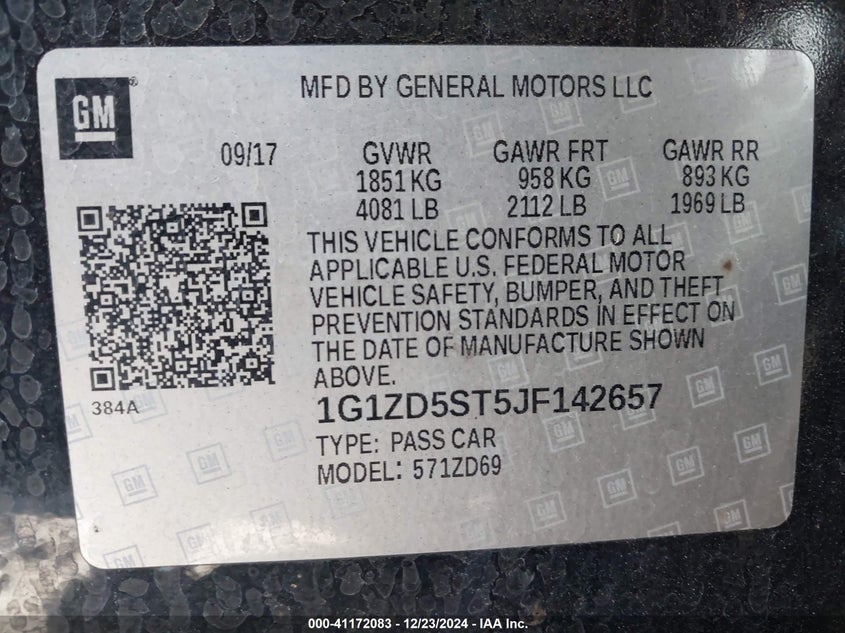 MFD BY GENERAL MOTORS LLC
GM®
09/17 GVWR GAWR FRT GAWR RR
1851 KG 958 KG 893 KG
4081 LB 2112 LB 1969 LB
THIS VEHICLE CONFORMS TO ALL
APPLICABLE U.S. FEDERAL MOTOR
VEHICLE SAFETY, BUMPER, AND THEFT
PREVENTION STANDARDS IN EFFECT ON
THE DATE OF MANUFACTURE SHOWN
ABOVE.
384A
1G1ZD5ST5JF142657
TYPE: PASS CAR
MODEL: 571ZD69
000-41172083 - 12/23/2024 - IAA Inc.